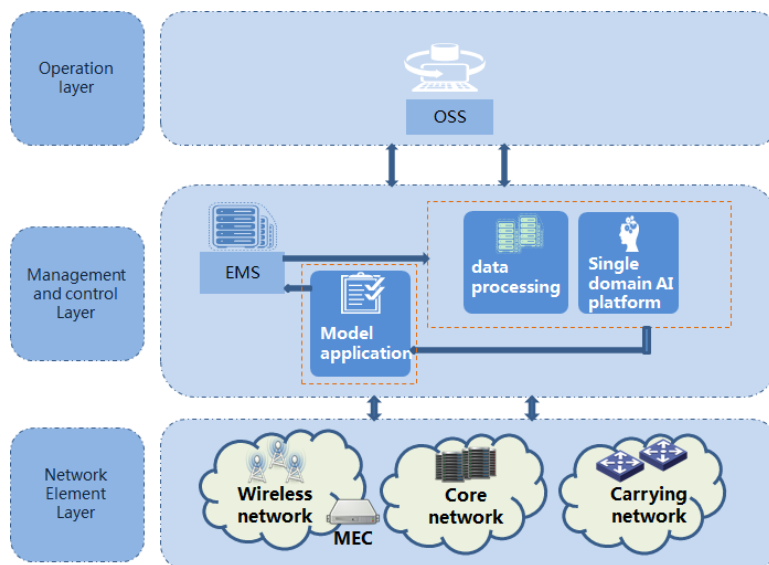 Operation
layer
OSS
Management
and control
Layer
EMS
data
processing
Single
domain AI
platform
Model
application
Network
Element
Layer
Wireless
network
MEC
Core
network
Carrying
network